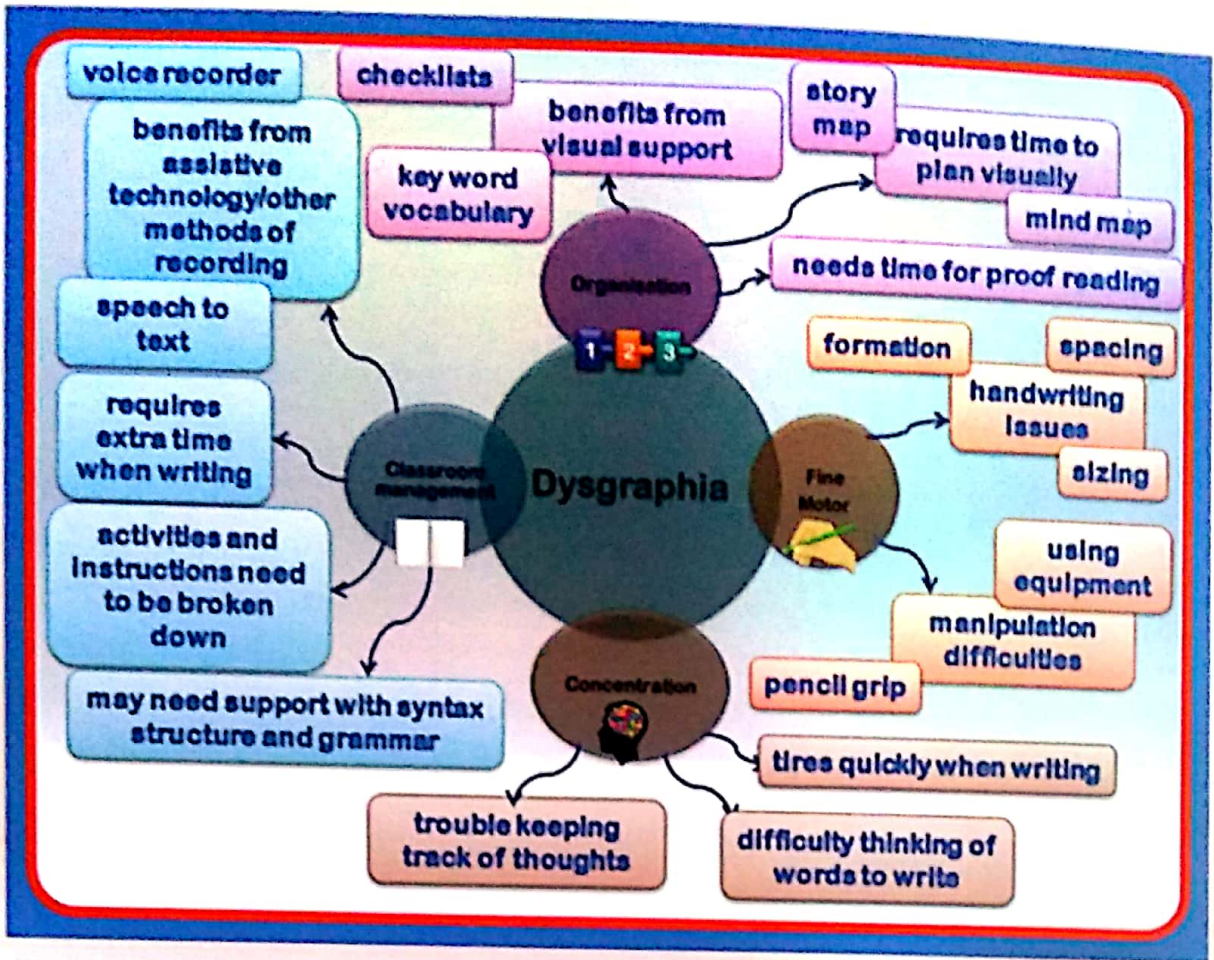 voice recorder
checklists
story
map
benefits from
visual support
requires time to
plan visually
mind map
benefits from
assistive
technology/other
methods of
recording
key word
vocabulary
Organisation
needs time for proof reading
speech to
text
1 2 3
formation
spacing
handwriting
issues
sizing
requires
extra time
when writing
Classroom
management
Dysgraphia
Fine
Motor
activities and
instructions need
to be broken
down
using
equipment
manipulation
difficulties
pencil grip
Concentration
may need support with syntax
structure and grammar
tires quickly when writing
trouble keeping
track of thoughts
difficulty thinking of
words to write